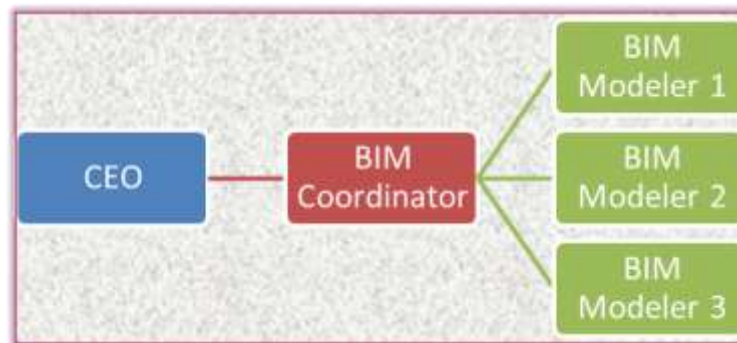 CEO
BIM
Coordinator
BIM
Modeler 1
BIM
Modeler 2
BIM
Modeler 3